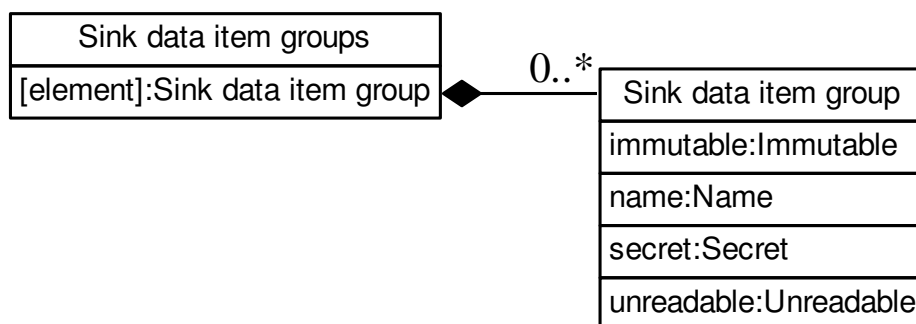 Sink data item groups
[element]:Sink data item group
0..*
Sink data item group
immutable:Immutable
name:Name
secret:Secret
unreadable:Unreadable